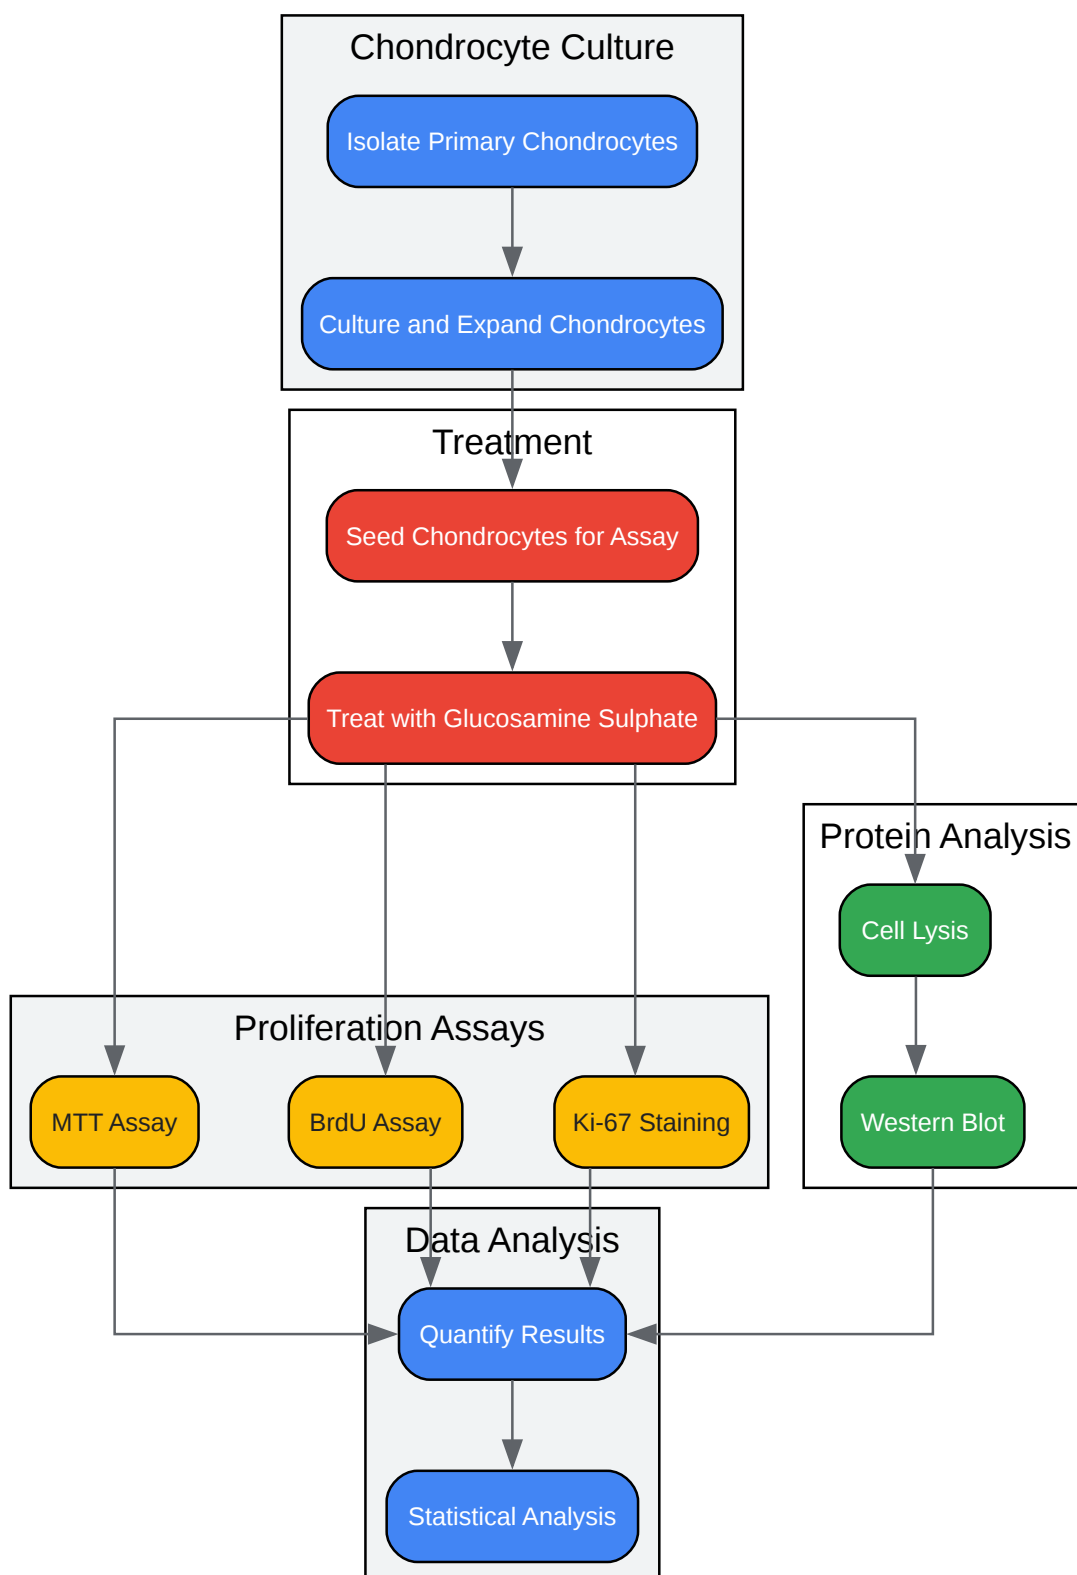 Chondrocyte Culture
Isolate Primary Chondrocytes
Culture and Expand Chondrocytes
Treatment
Seed Chondrocytes for Assay
Treat with Glucosamine Sulphate
Protein Analysis
Cell Lysis
Proliferation Assays
MTT Assay
BrdU Assay
Ki-67 Staining
Western Blot
Data Analysis
Quantify Results
Statistical Analysis